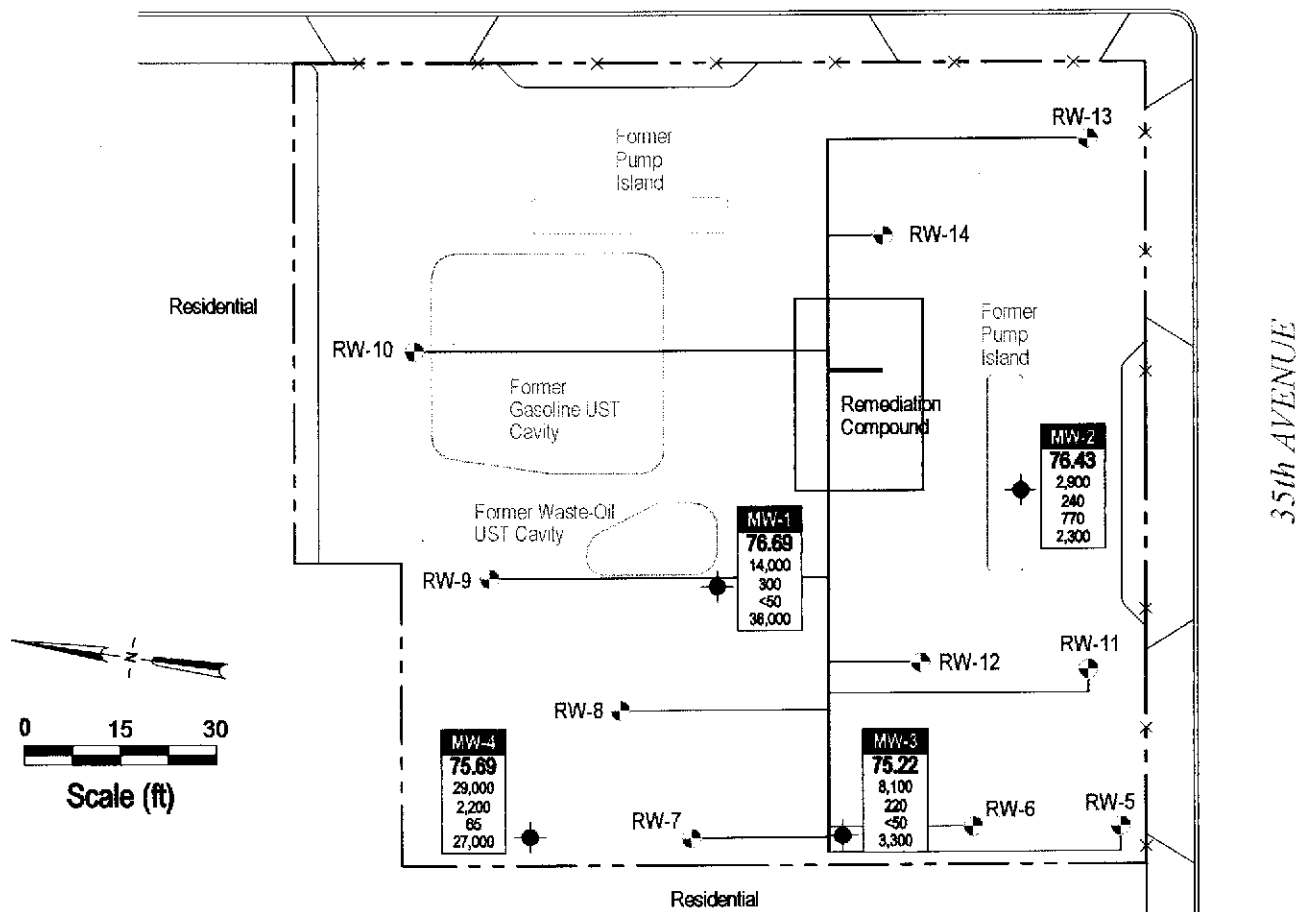 RW-13
Former
Pump
Island
RW-14
Residential
Former
Pump
Island
RW-10
Former
Gasoline UST
Cavity
Remediation
Compound
35th AVENUE
MW-2
76.43
2,900
240
770
2,300
Former Waste-Oil
UST Cavity
MW-1
76.69
14,000
300
<50
36,000
RW-9
-N-
RW-11
RW-12
RW-8
0 15 30
Scale (ft)
MW-4
75.69
29,000
2,200
65
27,000
MW-3
75.22
8,100
220
<50
3,300
RW-7
RW-6
RW-5
Residential